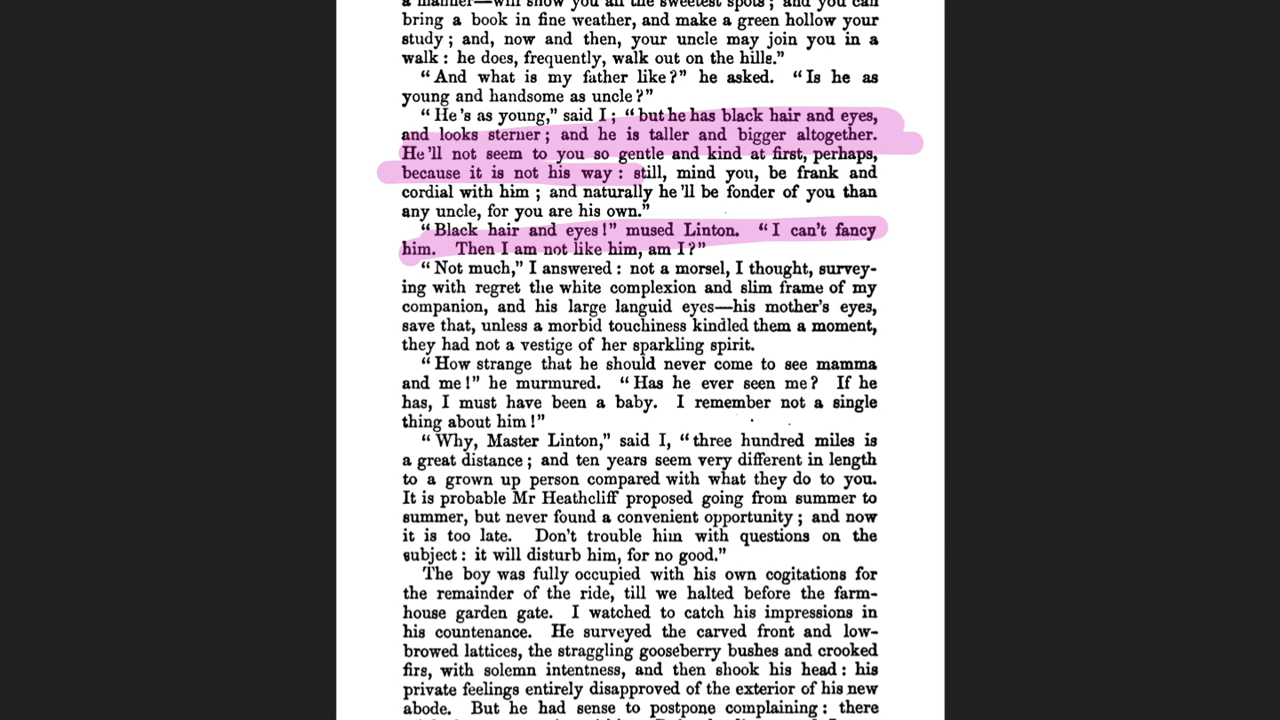 a manner—will show you all the sweetest spots; and you can
bring a book in fine weather, and make a green hollow your
study; and, now and then, your uncle may join you in a
walk: he does, frequently, walk out on the hills.”
“And what is my father like?” he asked. “Is he as
young and handsome as uncle?”
“He's as young,” said I; “but he has black hair and eyes,
and looks sterner; and he is taller and bigger altogether.
He'll not seem to you so gentle and kind at first, perhaps,
because it is not his way: still, mind you, be frank and
cordial with him; and naturally he'll be fonder of you than
any uncle, for you are his own.”
“Black hair and eyes!” mused Linton. “I can't fancy
him. Then I am not like him, am I?”
“Not much,” I answered: not a morsel, I thought, survey-
ing with regret the white complexion and slim frame of my
companion, and his large languid eyes—his mother's eyes,
save that, unless a morbid touchiness kindled them a moment,
they had not a vestige of her sparkling spirit.
“How strange that he should never come to see mamma
and me!” he murmured. “Has he ever seen me? If he
has, I must have been a baby. I remember not a single
thing about him!”
“Why, Master Linton,” said I, “three hundred miles is
a great distance; and ten years seem very different in length
to a grown up person compared with what they do to you.
It is probable Mr Heathcliff proposed going from summer to
summer, but never found a convenient opportunity; and now
it is too late. Don't trouble him with questions on the
subject: it will disturb him, for no good.”
The boy was fully occupied with his own cogitations for
the remainder of the ride, till we halted before the farm-
house garden gate. I watched to catch his impressions in
his countenance. He surveyed the carved front and low-
browed lattices, the straggling gooseberry bushes and crooked
firs, with solemn intentness, and then shook his head: his
private feelings entirely disapproved of the exterior of his new
abode. But he had sense to postpone complaining: there